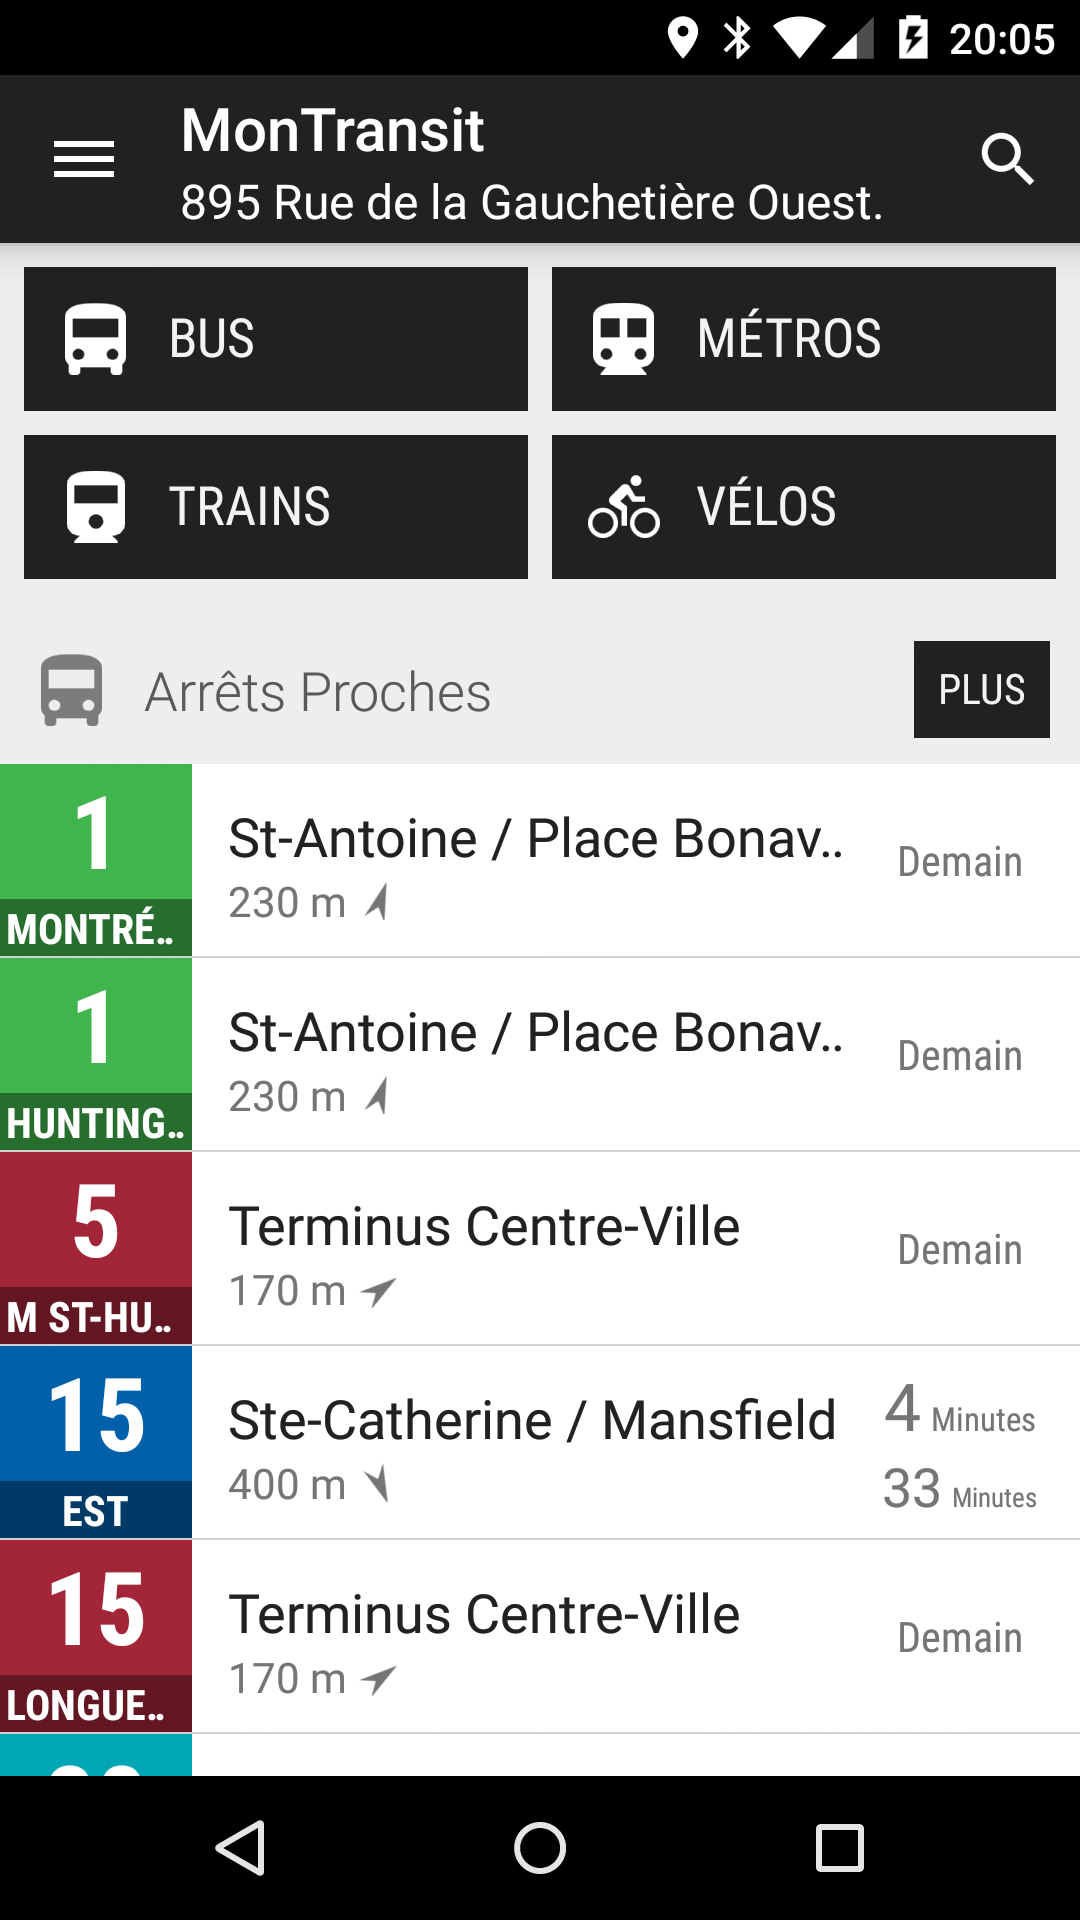 20:05
MonTransit
895 Rue de la Gauchetière Ouest.
BUS
MÉTROS
TRAINS
VÉLOS
Arrêts Proches
PLUS
1
MONTRÉ..
St-Antoine / Place Bonav..
230 m
Demain
1
HUNTING..
St-Antoine / Place Bonav..
230 m
Demain
5
M ST-HU..
Terminus Centre-Ville
170 m
Demain
15
EST
Ste-Catherine / Mansfield
400 m
4 Minutes
33 Minutes
15
LONGUE..
Terminus Centre-Ville
170 m
Demain